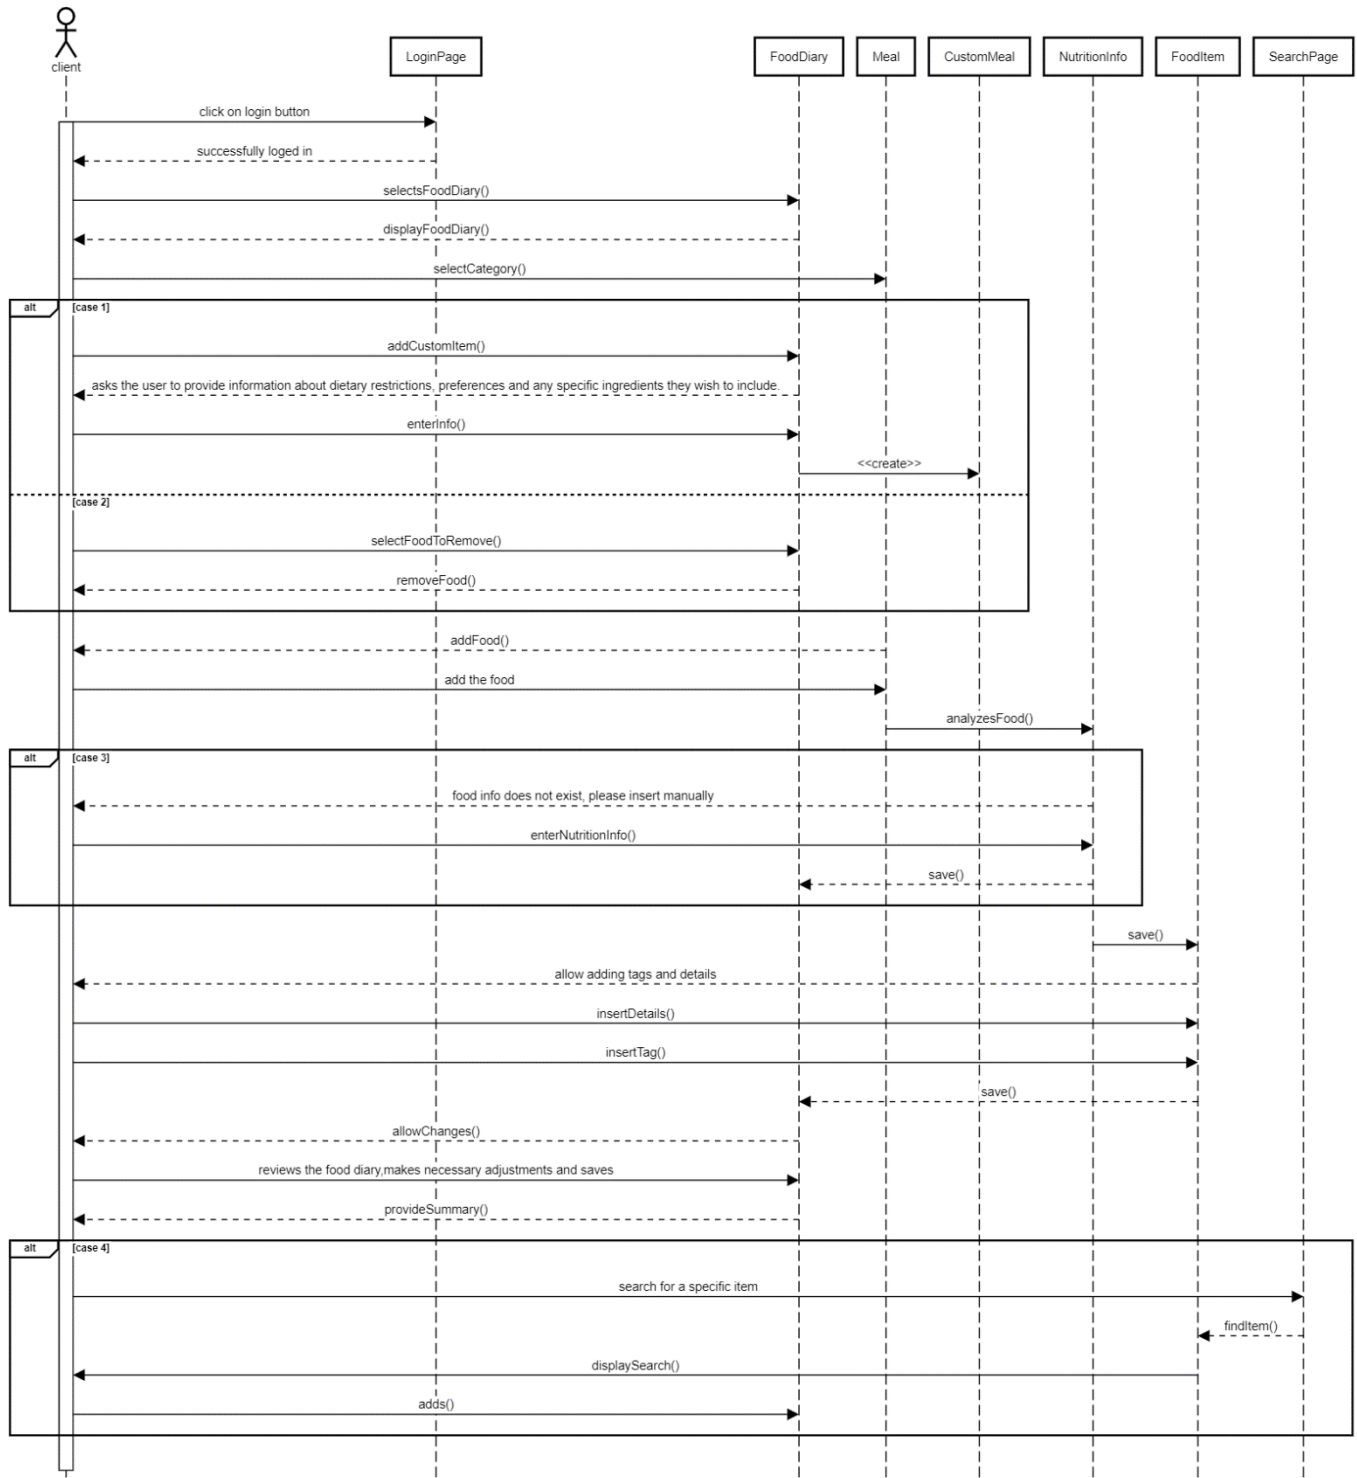 client
LoginPage
FoodDiary
Meal
CustomMeal
NutritionInfo
FoodItem
SearchPage
click on login button
successfully loged in
selectsFoodDiary()
displayFoodDiary()
selectCategory()
alt
[case 1]
addCustomItem()
asks the user to provide information about dietary restrictions, preferences and any specific ingredients they wish to include.
enterInfo()
<<create>>
[case 2]
selectFoodToRemove()
removeFood()
addFood()
add the food
analyzesFood()
alt
[case 3]
food info does not exist, please insert manually
enterNutritionInfo()
save()
save()
allow adding tags and details
insertDetails()
insertTag()
save()
allowChanges()
reviews the food diary,makes necessary adjustments and saves
provideSummary()
alt
[case 4]
search for a specific item
findItem()
displaySearch()
adds()